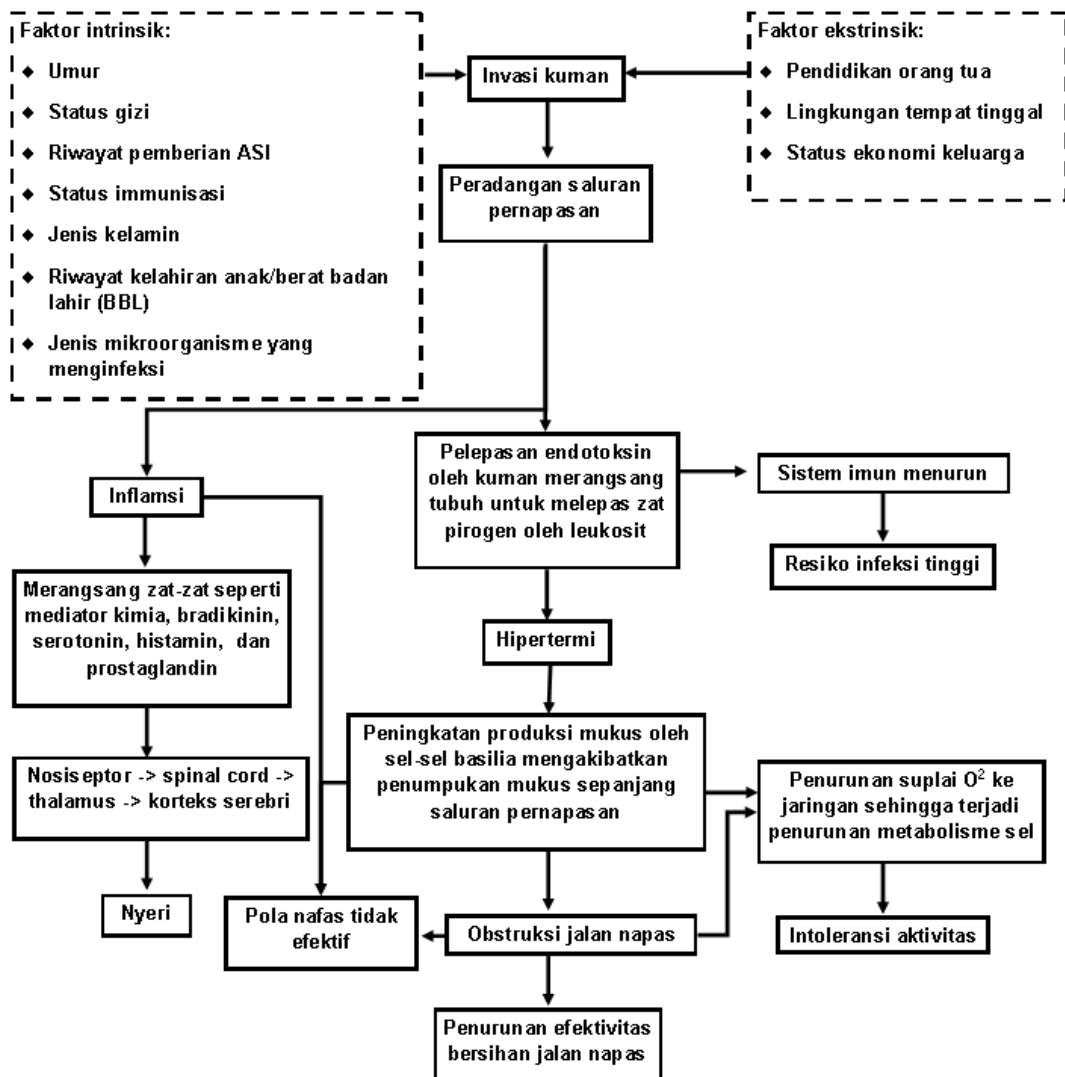 Faktor intrinsik:
◆ Umur
◆ Status gizi
◆ Riwayat pemberian ASI
◆ Status immunisasi
◆ Jenis kelamin
◆ Riwayat kelahiran anak/berat badan
lahir (BBL)
◆ Jenis mikroorganisme yang
menginfeksi
Invasi kuman
Faktor ekstrinsik:
◆ Pendidikan orang tua
◆ Lingkungan tempat tinggal
◆ Status ekonomi keluarga
Peradangan saluran
pernapasan
Inflamsi
Pelepasan endotoksin
oleh kuman merangsang
tubuh untuk melepas zat
pirogen oleh leukosit
Sistem imun menurun
Resiko infeksi tinggi
Merangsang zat-zat seperti
mediator kimia, bradikinin,
serotonin, histamin, dan
prostaglandin
Hipertermi
Nosiseptor -> spinal cord ->
thalamus -> korteks serebri
Peningkatan produksi mukus oleh
sel-sel basilia mengakibatkan
penumpukan mukus sepanjang
saluran pernapasan
Penurunan suplai O² ke
jaringan sehingga terjadi
penurunan metabolisme sel
Nyeri
Pola nafas tidak
efektif
Obstruksi jalan napas
Intoleransi aktivitas
Penurunan efektivitas
bersihan jalan napas